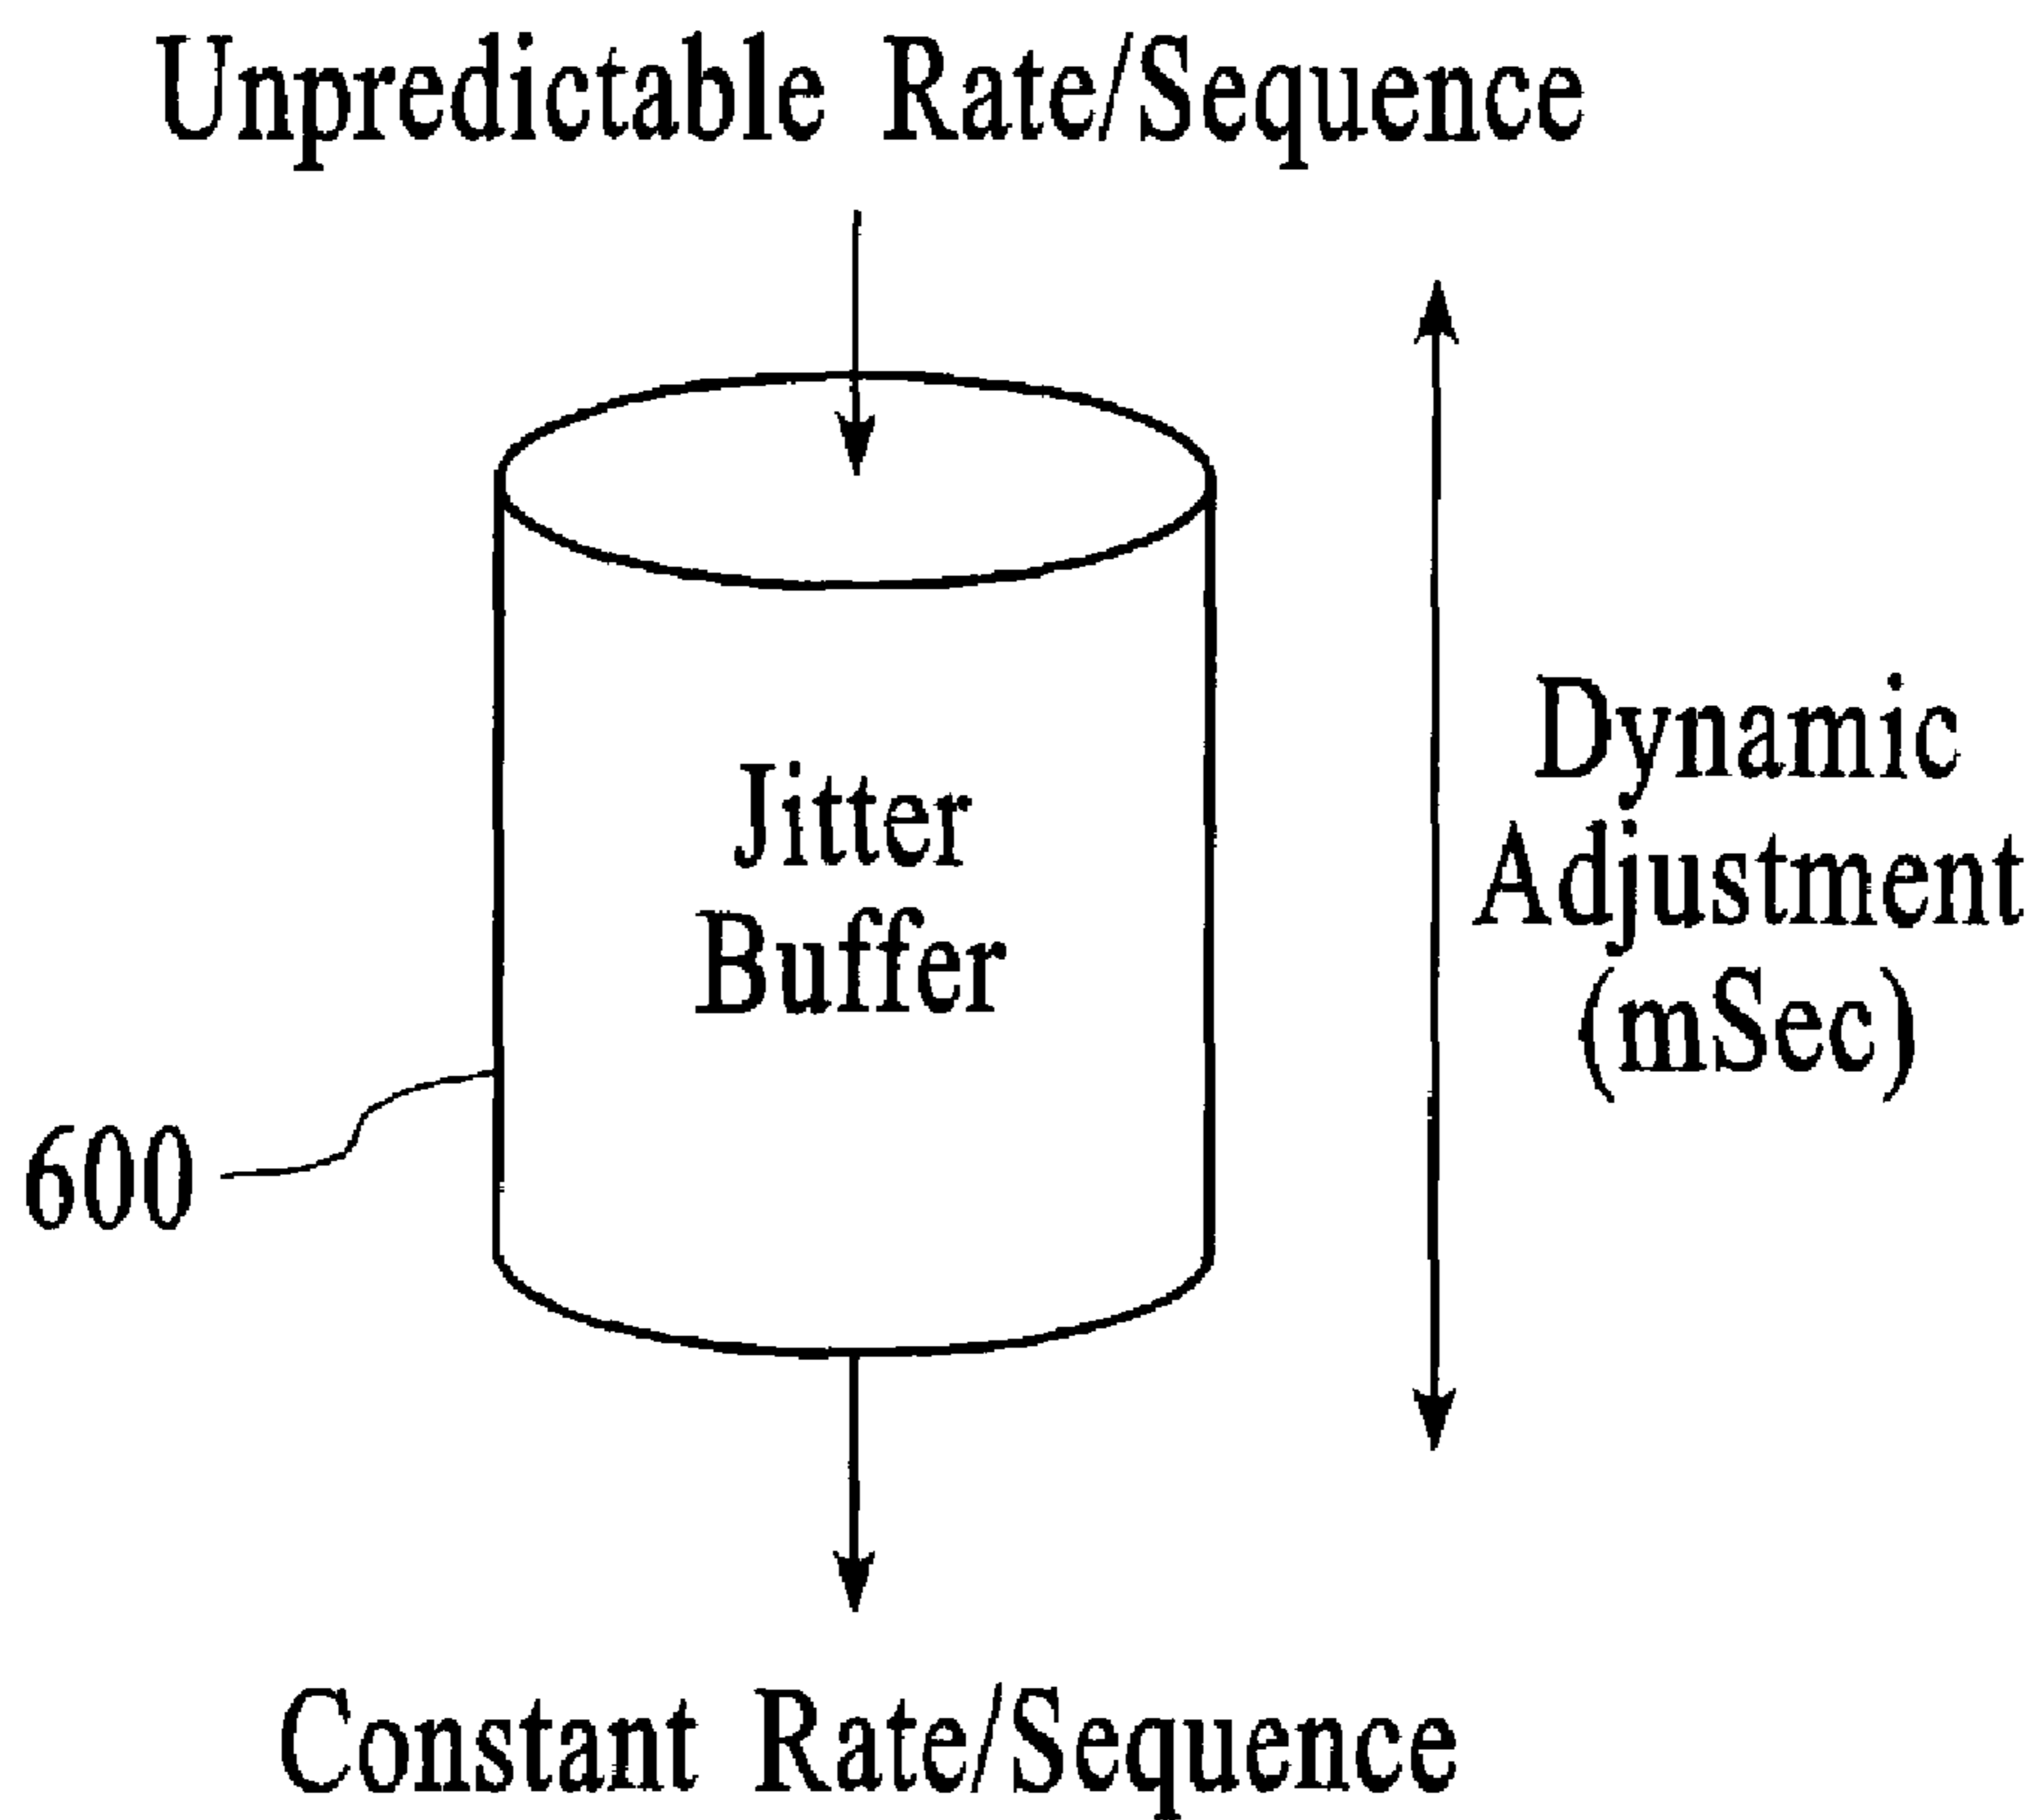 Unpredictable Rate/Sequence
Jitter
Buffer
Dynamic
Adjustment
(mSec)
600
Constant Rate/Sequence